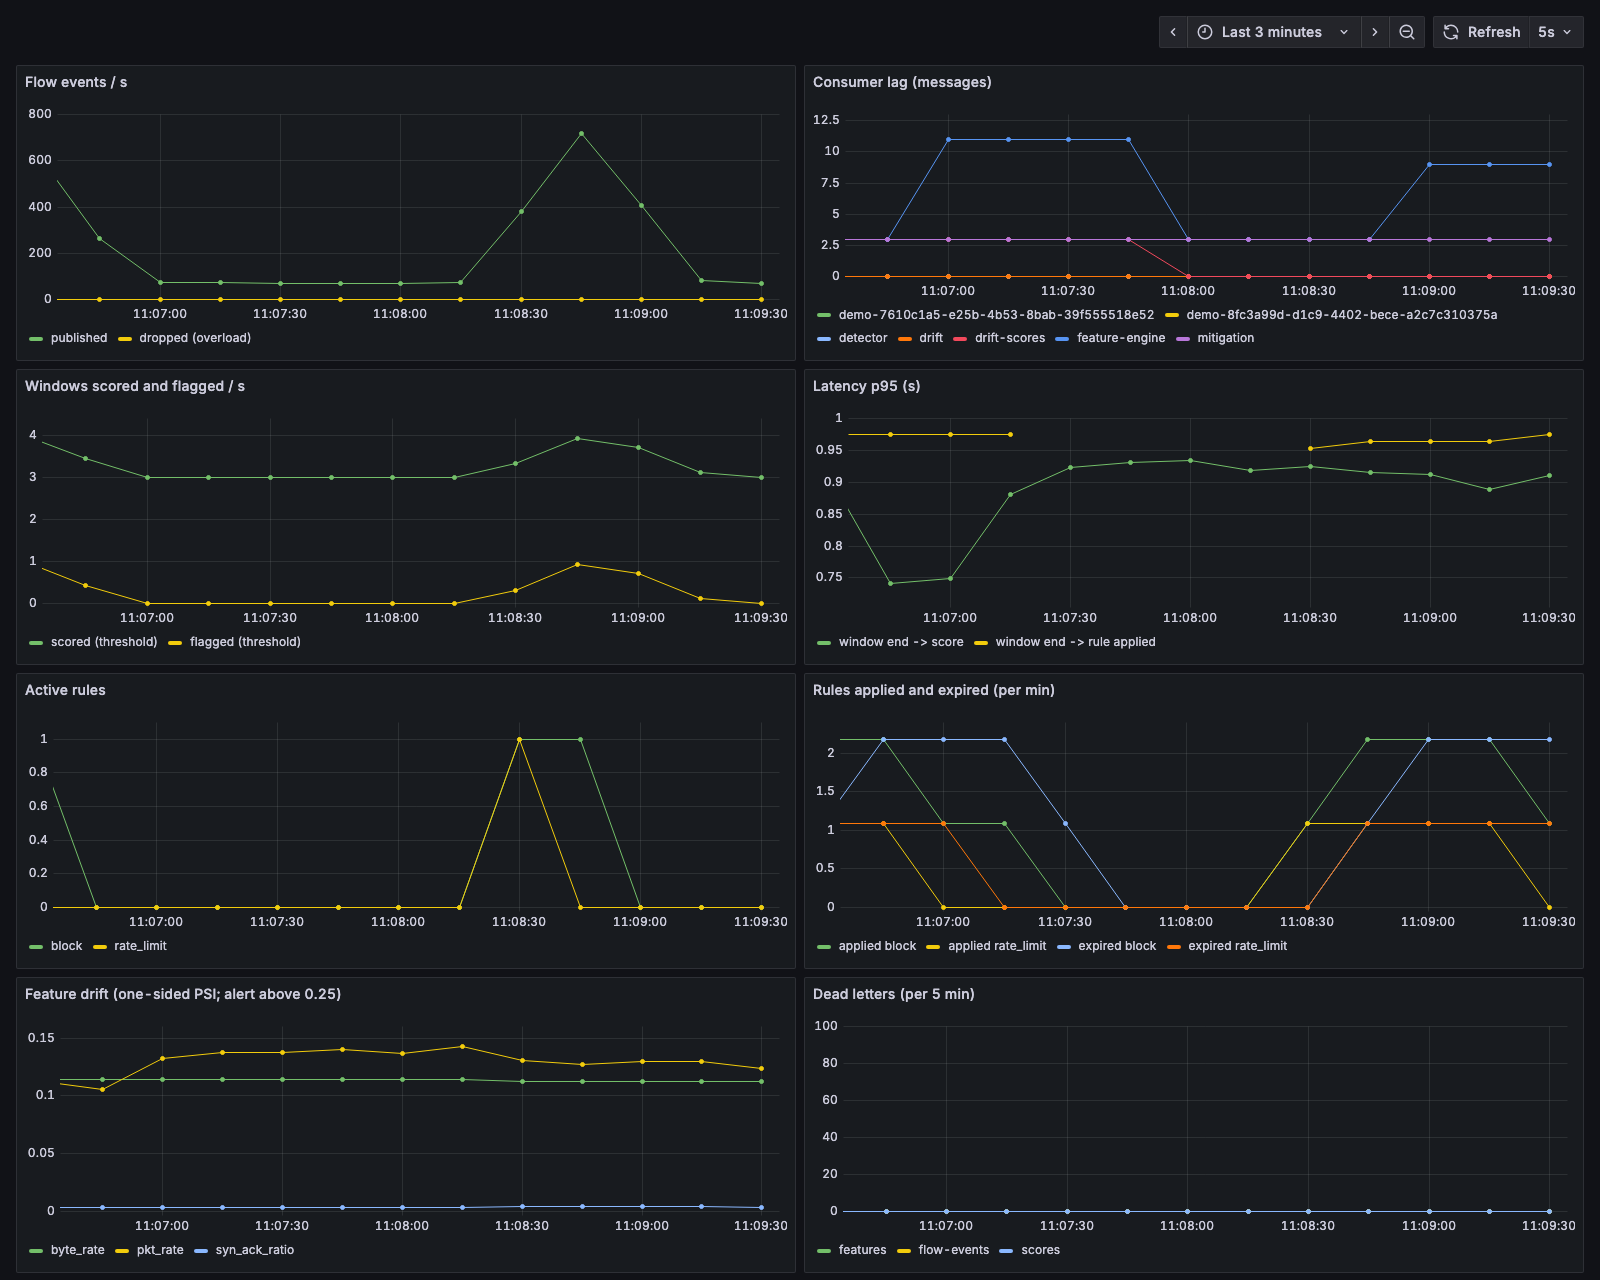 Last 3 minutes Refresh 5s
Flow events / s
800
600
400
200
0
11:07:00 11:07:30 11:08:00 11:08:30 11:09:00 11:09:30
published dropped (overload)
Consumer lag (messages)
12.5
10
7.5
5
2.5
0
11:07:00 11:07:30 11:08:00 11:08:30 11:09:00 11:09:30
demo-7610c1a5-e25b-4b53-8bab-39f555518e52 demo-8fc3a99d-d1c9-4402-bece-a2c7c310375a
detector drift drift-scores feature-engine mitigation
Windows scored and flagged / s
4
3
2
1
0
11:07:00 11:07:30 11:08:00 11:08:30 11:09:00 11:09:30
scored (threshold) flagged (threshold)
Latency p95 (s)
1
0.95
0.9
0.85
0.8
0.75
11:07:00 11:07:30 11:08:00 11:08:30 11:09:00 11:09:30
window end -> score window end -> rule applied
Active rules
1
0.8
0.6
0.4
0.2
0
11:07:00 11:07:30 11:08:00 11:08:30 11:09:00 11:09:30
block rate_limit
Rules applied and expired (per min)
2
1.5
1
0.5
0
11:07:00 11:07:30 11:08:00 11:08:30 11:09:00 11:09:30
applied block applied rate_limit expired block expired rate_limit
Feature drift (one-sided PSI; alert above 0.25)
0.15
0.1
0.05
0
11:07:00 11:07:30 11:08:00 11:08:30 11:09:00 11:09:30
byte_rate pkt_rate syn_ack_ratio
Dead letters (per 5 min)
100
80
60
40
20
0
11:07:00 11:07:30 11:08:00 11:08:30 11:09:00 11:09:30
features flow-events scores